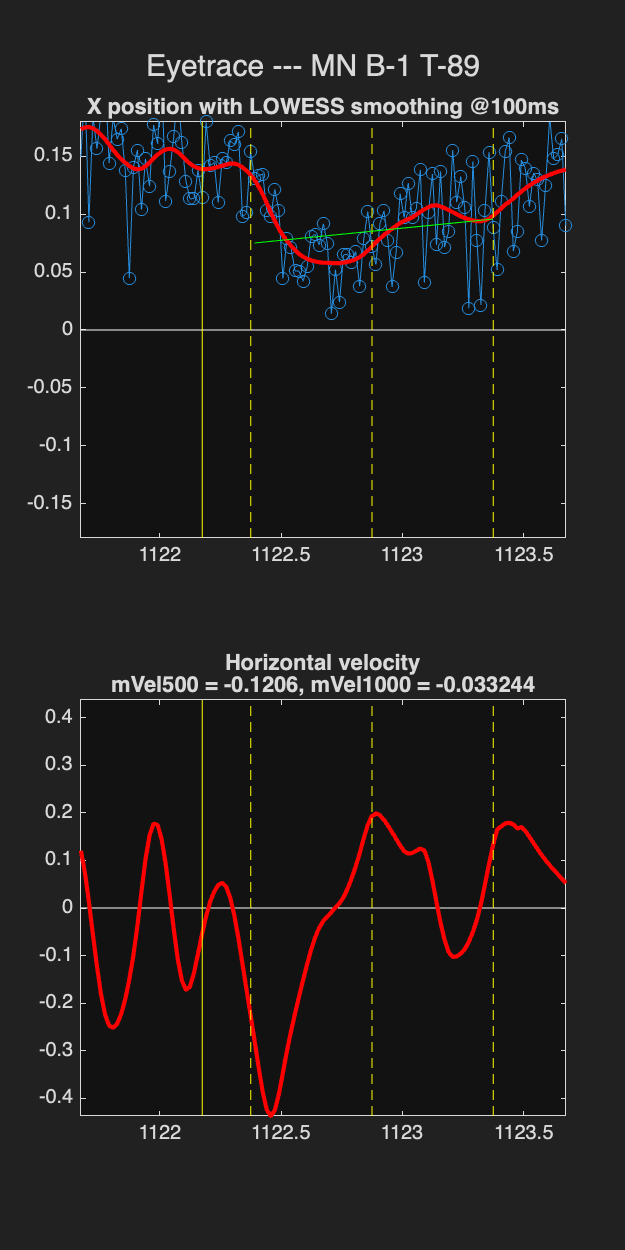 Eyetrace --- MN B-1 T-89
X position with LOWESS smoothing @100ms
0.15
0.1
0.05
0
-0.05
-0.1
-0.15
1122 1122.5 1123 1123.5
Horizontal velocity
mVel500 = -0.1206, mVel1000 = -0.033244
0.4
0.3
0.2
0.1
0
-0.1
-0.2
-0.3
-0.4
1122 1122.5 1123 1123.5